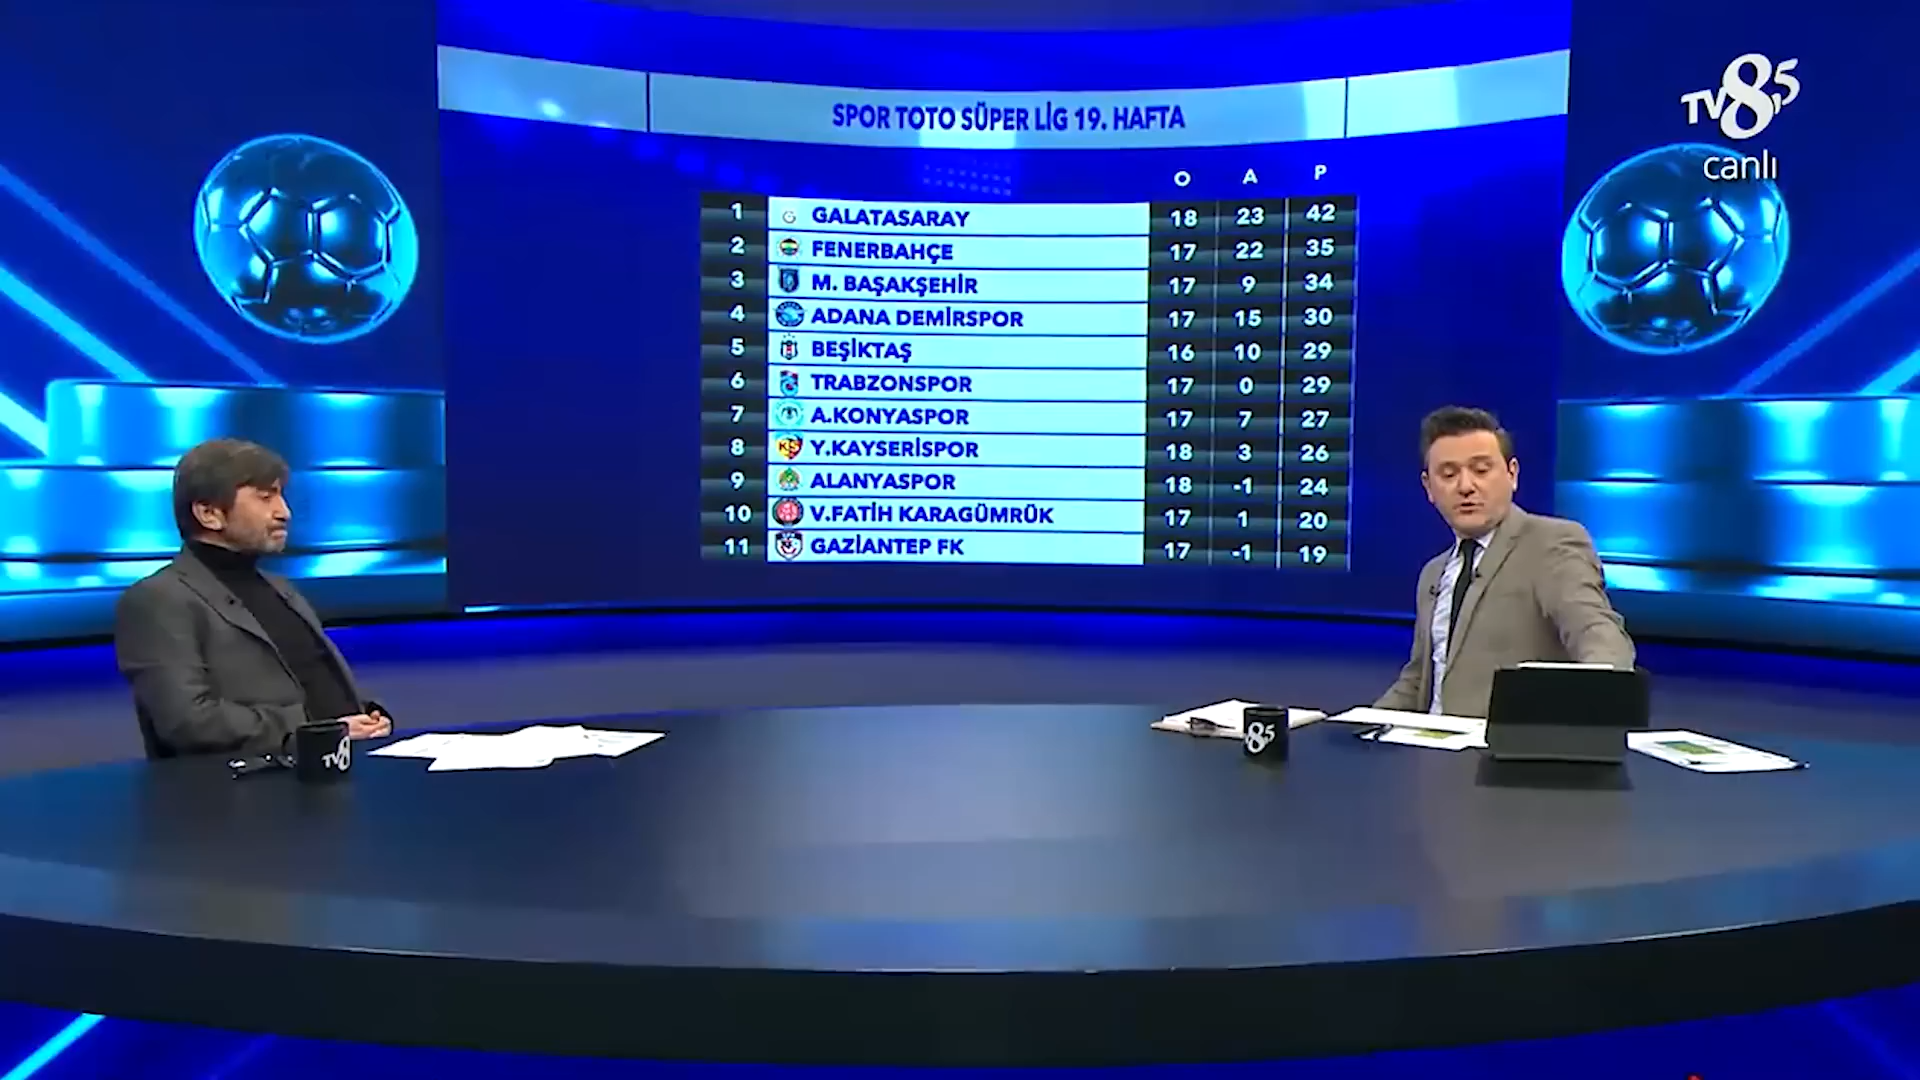 TV8,5
canlı
SPOR TOTO SÜPER LİG 19. HAFTA
O A P
1 GALATASARAY 18 23 42
2 FENERBAHÇE 17 22 35
3 M. BAŞAKŞEHİR 17 9 34
4 ADANA DEMİRSPOR 17 15 30
5 BEŞİKTAŞ 16 10 29
6 TRABZONSPOR 17 0 29
7 A.KONYASPOR 17 7 27
8 Y.KAYSERİSPOR 18 3 26
9 ALANYASPOR 18 -1 24
10 V.FATİH KARAGÜMRÜK 17 1 20
11 GAZİANTEP FK 17 -1 19
TV8
8,5